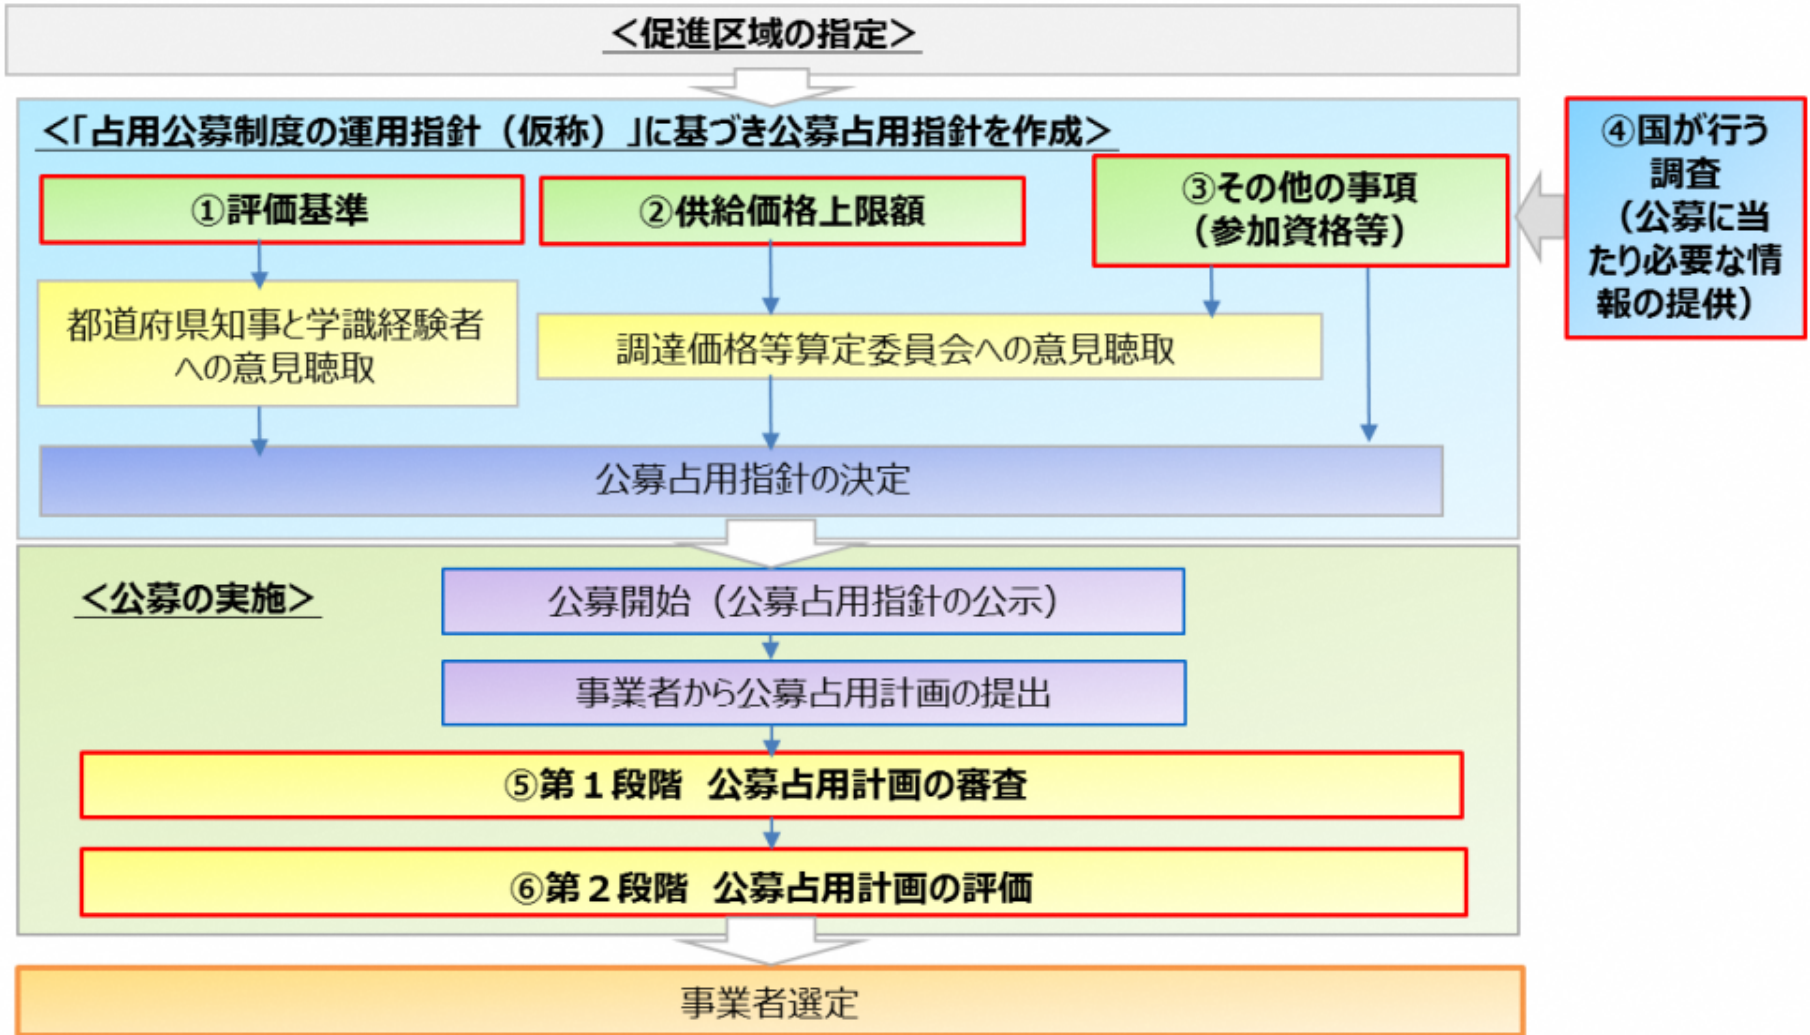 ＜促進区域の指定＞
＜「占用公募制度の運用指針（仮称）」に基づき公募占用指針を作成＞
①評価基準
②供給価格上限額
③その他の事項
（参加資格等）
④国が行う
調査
（公募に当
たり必要な情
報の提供）
都道府県知事と学識経験者
への意見聴取
調達価格等算定委員会への意見聴取
公募占用指針の決定
＜公募の実施＞
公募開始（公募占用指針の公示）
事業者から公募占用計画の提出
⑤第１段階 公募占用計画の審査
⑥第２段階 公募占用計画の評価
事業者選定